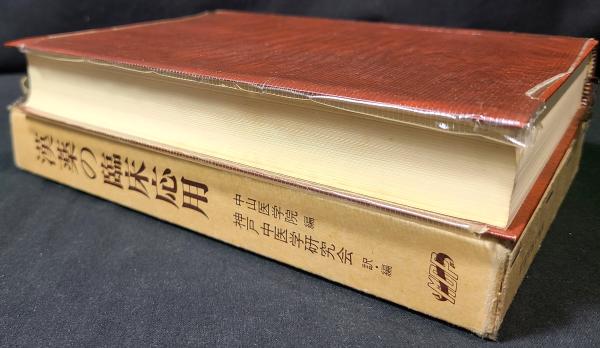 漢薬の臨床応用
中山医学院 編
神戸中医学研究会 訳・編